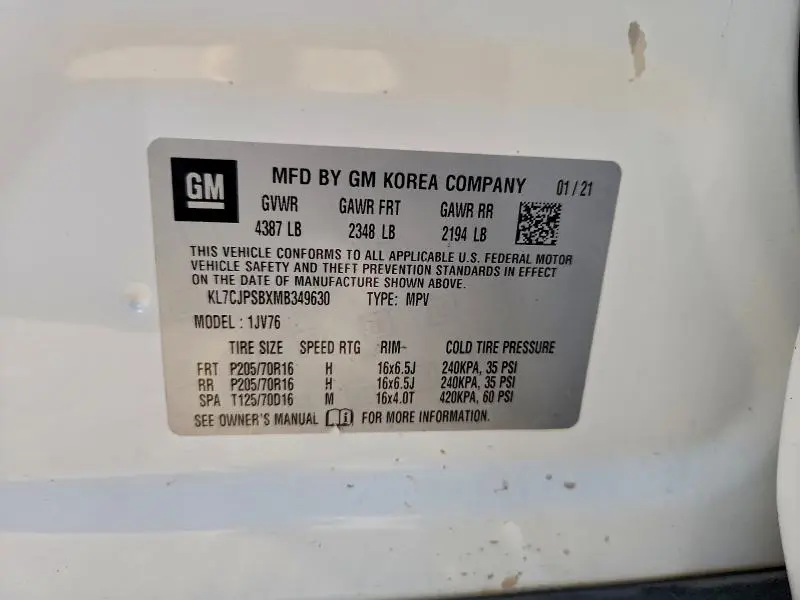 GM
MFD BY GM KOREA COMPANY 01/21
GVWR GAWR FRT GAWR RR
4387 LB 2348 LB 2194 LB
THIS VEHICLE CONFORMS TO ALL APPLICABLE U.S. FEDERAL MOTOR
VEHICLE SAFETY AND THEFT PREVENTION STANDARDS IN EFFECT
ON THE DATE OF MANUFACTURE SHOWN ABOVE.
KL7CJPSBXMB349630 TYPE: MPV
MODEL : 1JV76
TIRE SIZE SPEED RTG RIM COLD TIRE PRESSURE
FRT P205/70R16 H 16x6.5J 240KPA, 35 PSI
RR P205/70R16 H 16x6.5J 240KPA, 35 PSI
SPA T125/70D16 M 16x4.0T 420KPA, 60 PSI
SEE OWNER'S MANUAL FOR MORE INFORMATION.